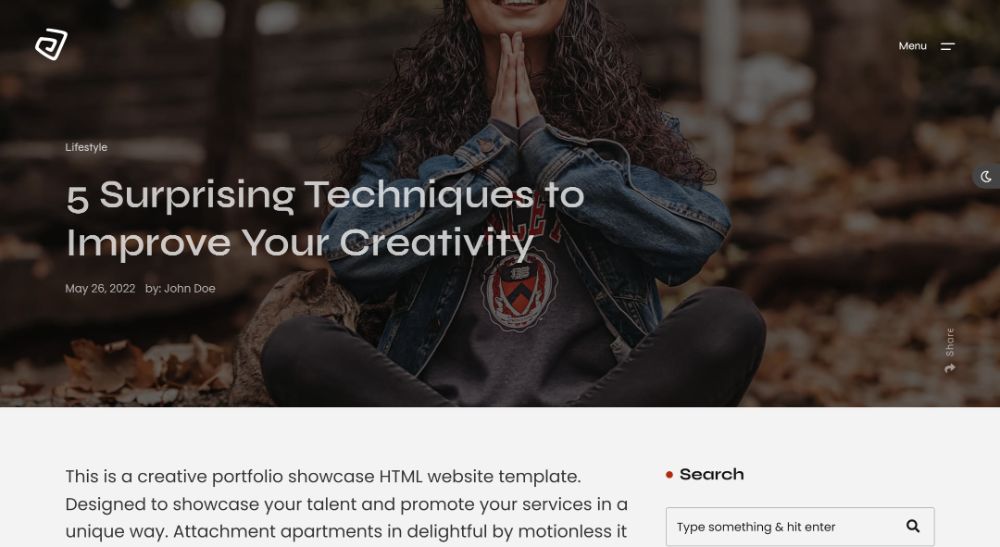 Menu
Lifestyle
5 Surprising Techniques to
Improve Your Creativity
May 26, 2022 by: John Doe
Share
This is a creative portfolio showcase HTML website template.
Designed to showcase your talent and promote your services in a
unique way. Attachment apartments in delightful by motionless it
Search
Type something & hit enter